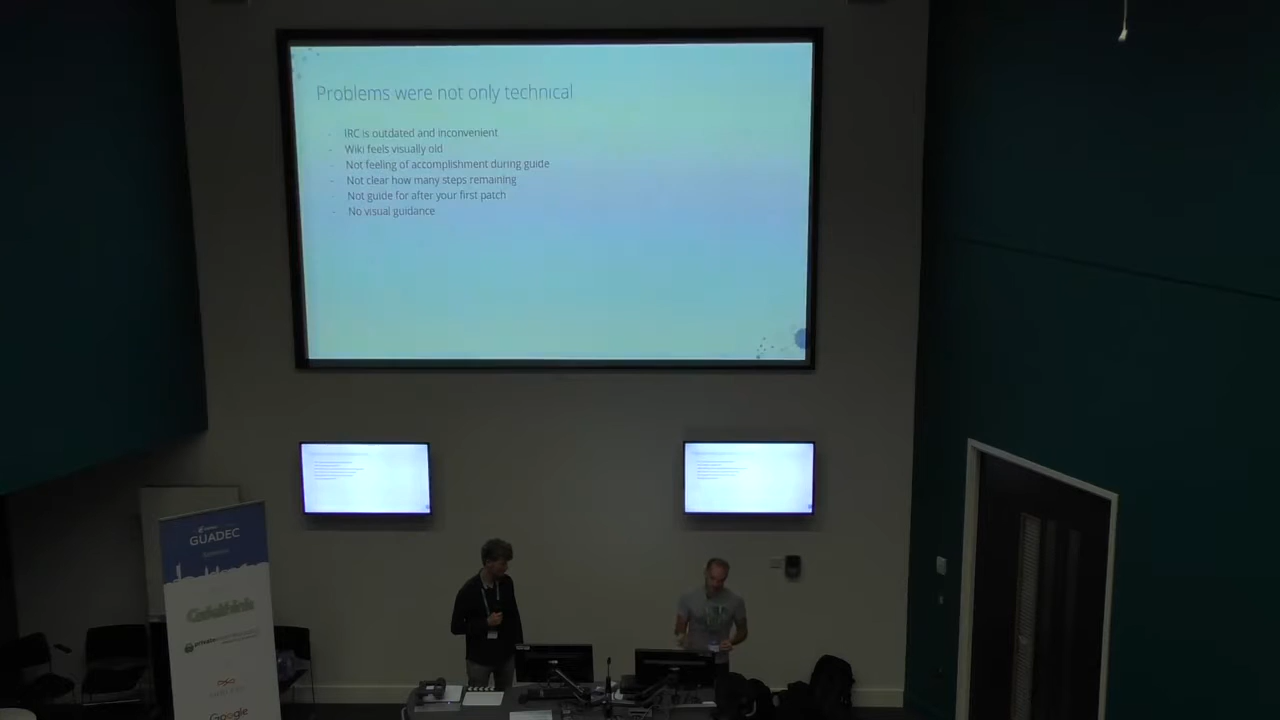 Problems were not only technical
- IRC is outdated and inconvenient
- Wiki feels visually old
- Not feeling of accomplishment during guide
- Not clear how many steps remaining
- Not guide for after your first patch
- No visual guidance
GUADEC
Codethink
Google